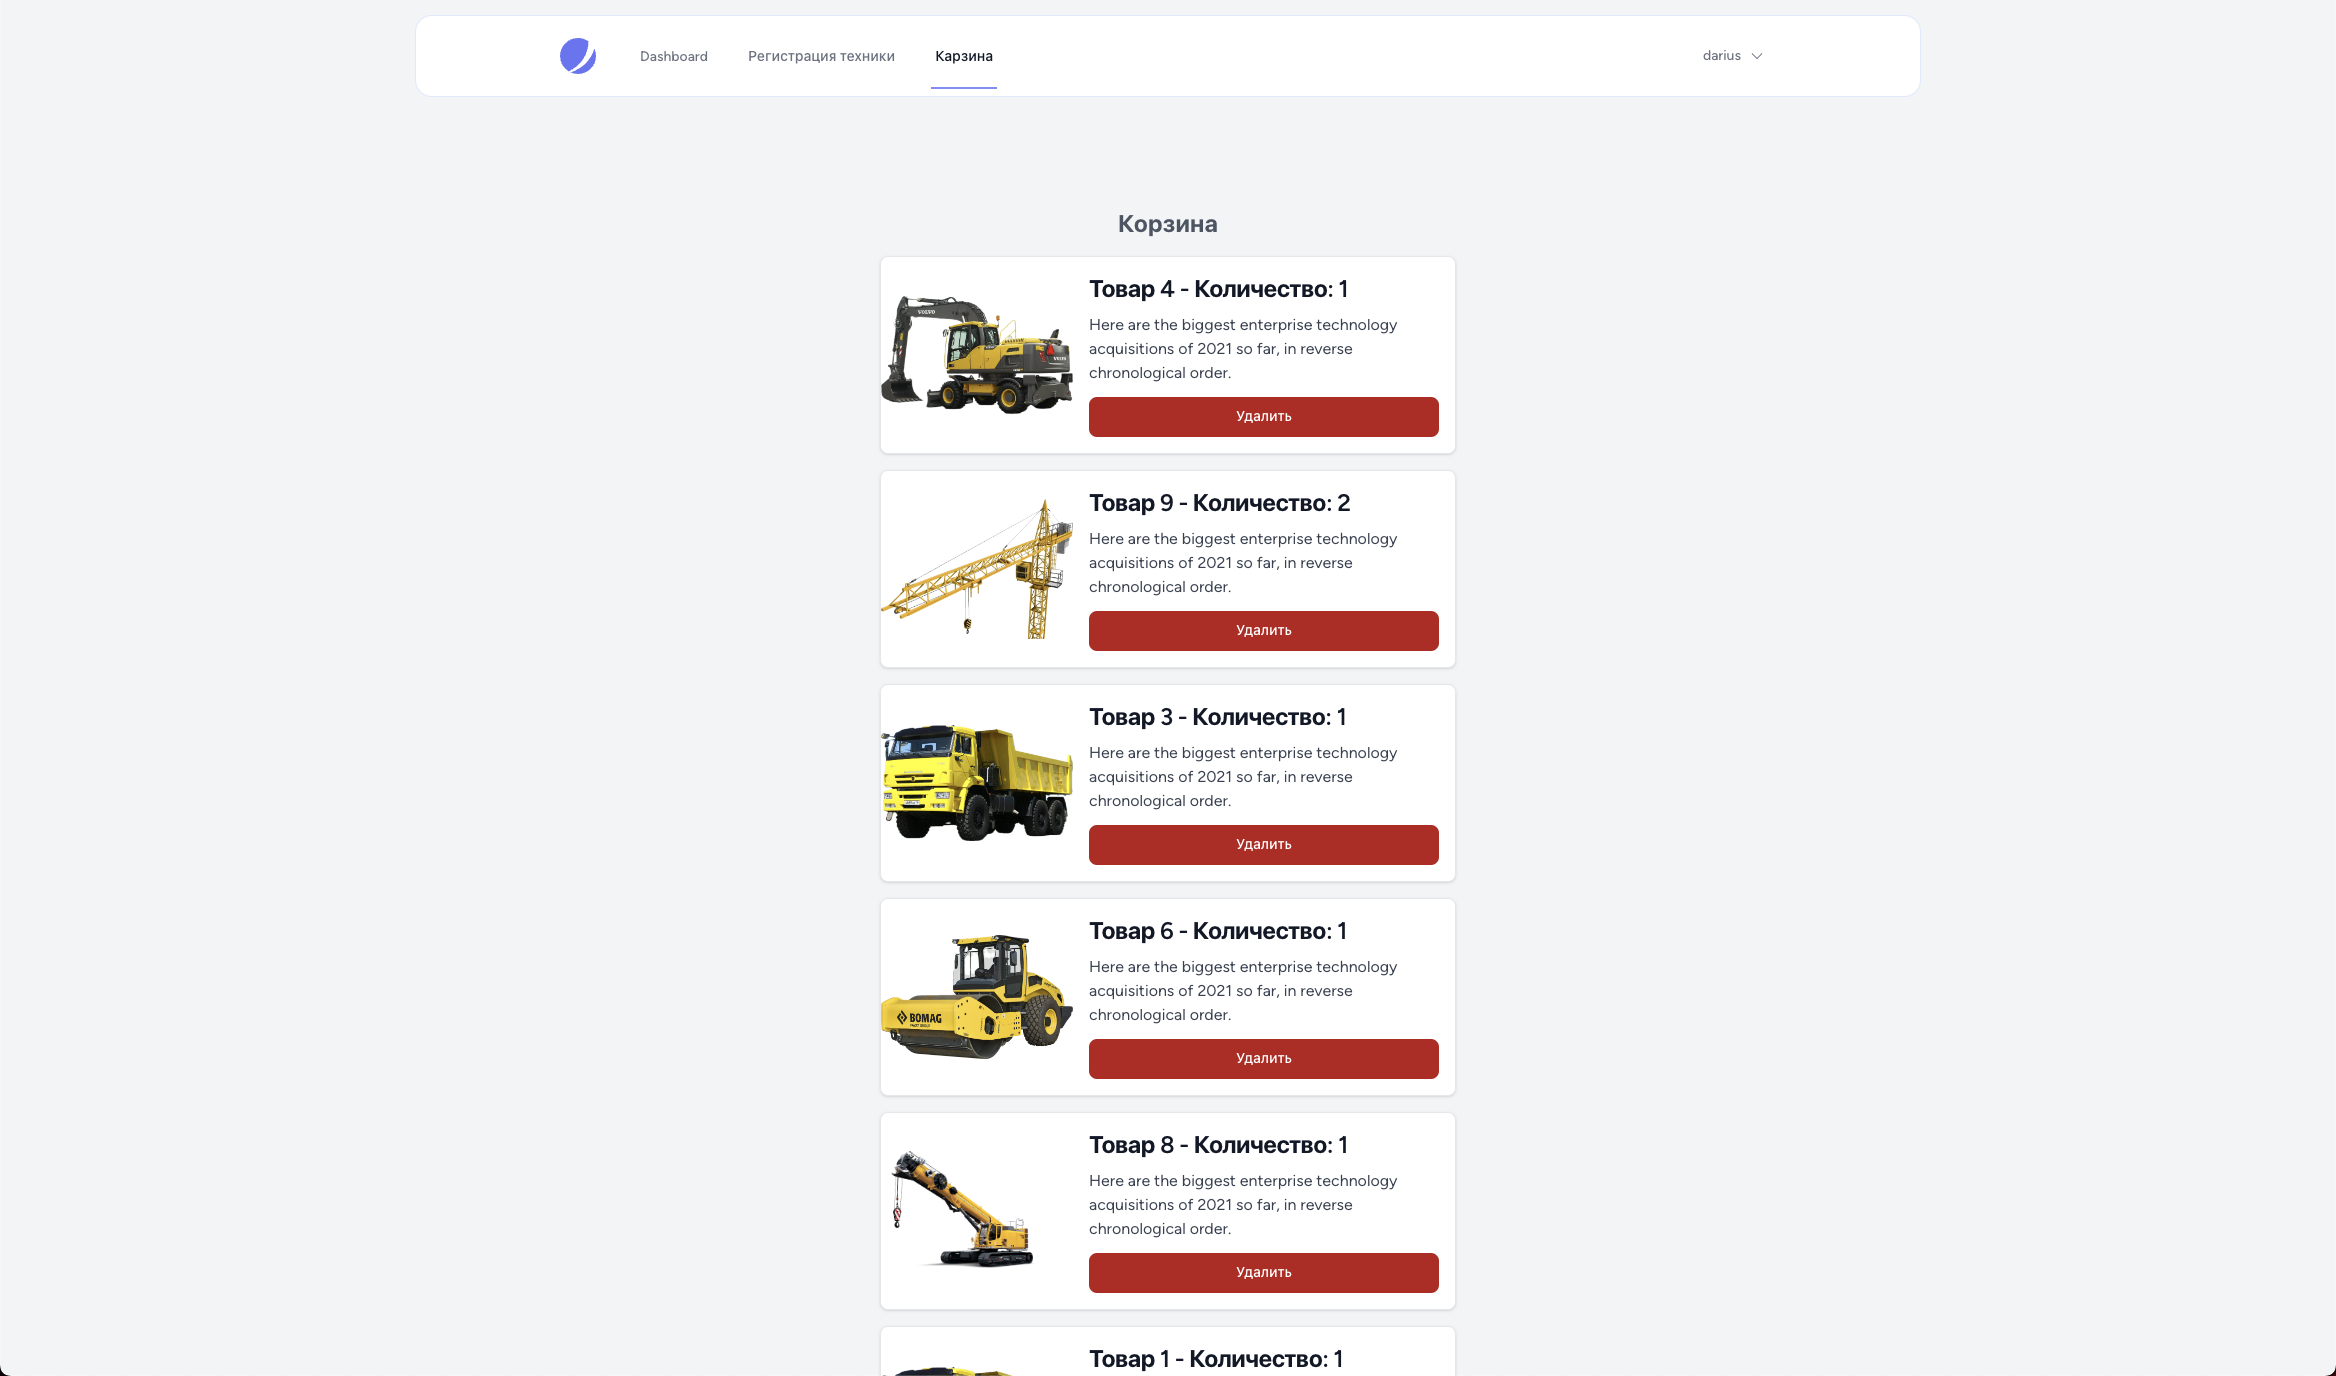 Dashboard
Регистрация техники
Карзина
darius
Корзина
Товар 4 - Количество: 1
Here are the biggest enterprise technology
acquisitions of 2021 so far, in reverse
chronological order.
Удалить
Товар 9 - Количество: 2
Here are the biggest enterprise technology
acquisitions of 2021 so far, in reverse
chronological order.
Удалить
Товар 3 - Количество: 1
Here are the biggest enterprise technology
acquisitions of 2021 so far, in reverse
chronological order.
Удалить
BOMAG
Товар 6 - Количество: 1
Here are the biggest enterprise technology
acquisitions of 2021 so far, in reverse
chronological order.
Удалить
Товар 8 - Количество: 1
Here are the biggest enterprise technology
acquisitions of 2021 so far, in reverse
chronological order.
Удалить
Товар 1 - Количество: 1